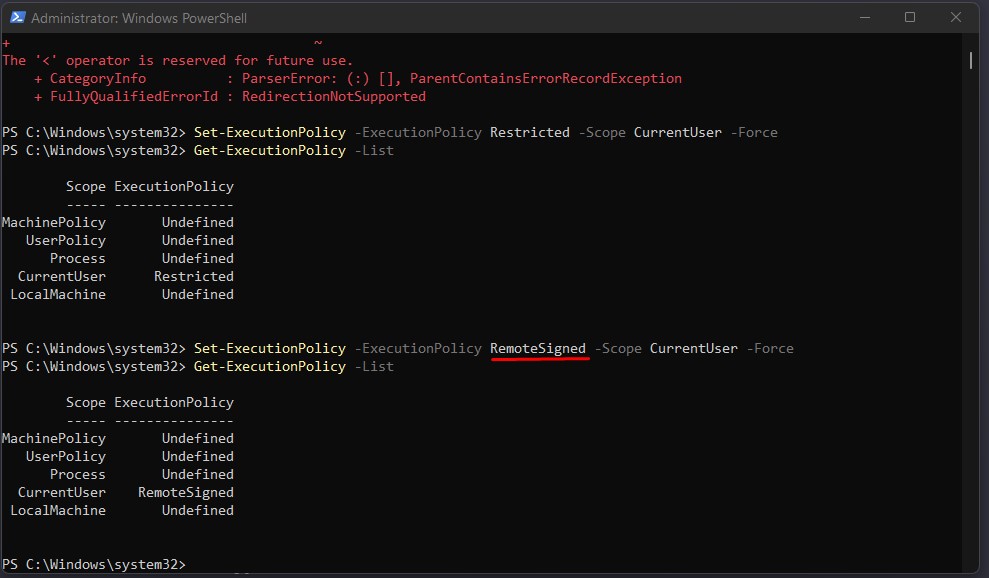 Administrator: Windows PowerShell
+                                       ~
The '<' operator is reserved for future use.
    + CategoryInfo          : ParserError: (:) [], ParentContainsErrorRecordException
    + FullyQualifiedErrorId : RedirectionNotSupported
PS C:\Windows\system32> Set-ExecutionPolicy -ExecutionPolicy Restricted -Scope CurrentUser -Force
PS C:\Windows\system32> Get-ExecutionPolicy -List
        Scope ExecutionPolicy
        ----- ---------------
MachinePolicy       Undefined
   UserPolicy       Undefined
      Process       Undefined
  CurrentUser      Restricted
 LocalMachine       Undefined
PS C:\Windows\system32> Set-ExecutionPolicy -ExecutionPolicy RemoteSigned -Scope CurrentUser -Force
PS C:\Windows\system32> Get-ExecutionPolicy -List
        Scope ExecutionPolicy
        ----- ---------------
MachinePolicy       Undefined
   UserPolicy       Undefined
      Process       Undefined
  CurrentUser    RemoteSigned
 LocalMachine       Undefined
PS C:\Windows\system32>